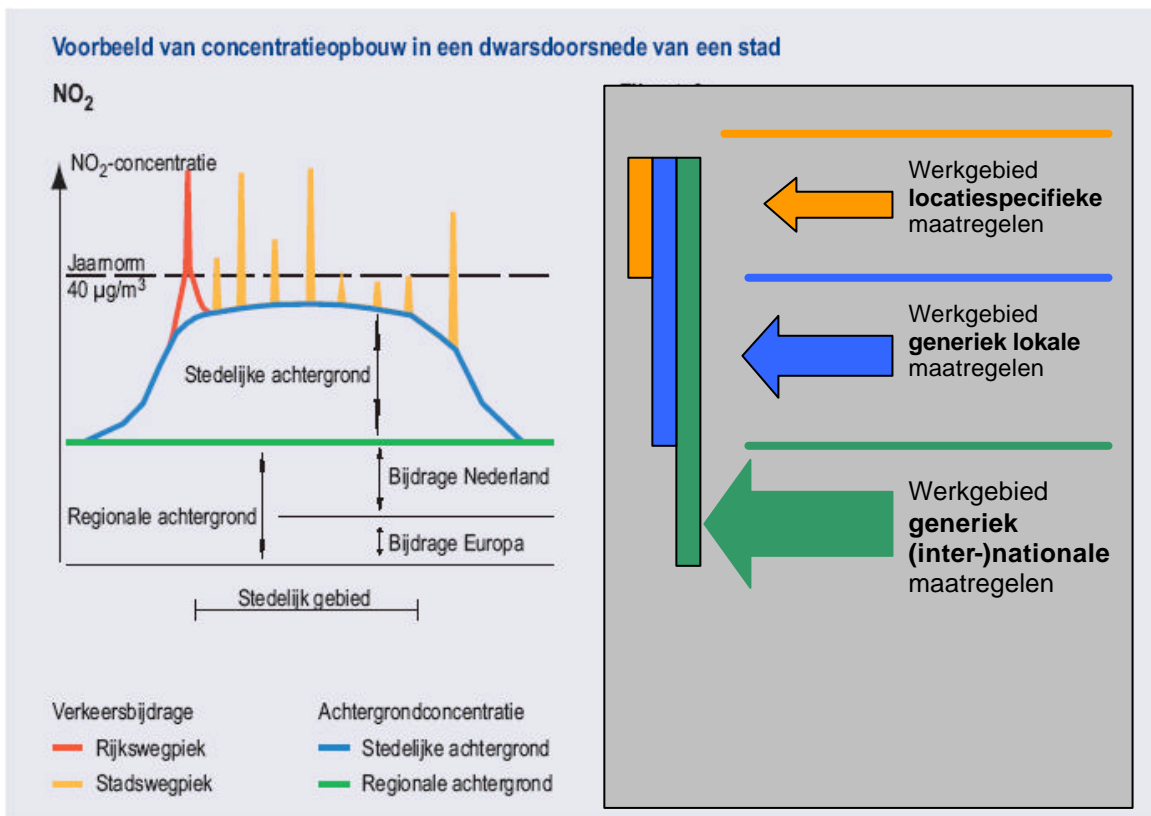 Voorbeeld van concentratieopbouw in een dwarsdoorsnede van een stad
NO₂
NO₂-concentratie
Jaarnorm
40 µg/m³
Stedelijke achtergrond
Bijdrage Nederland
Regionale achtergrond
Bijdrage Europa
Stedelijk gebied
Verkeersbijdrage
Rijkswegpiek
Stadswegpiek
Achtergrondconcentratie
Stedelijke achtergrond
Regionale achtergrond
Werkgebied
locatiespecifieke
maatregelen
Werkgebied
generiek lokale
maatregelen
Werkgebied
generiek
(inter-)nationale
maatregelen